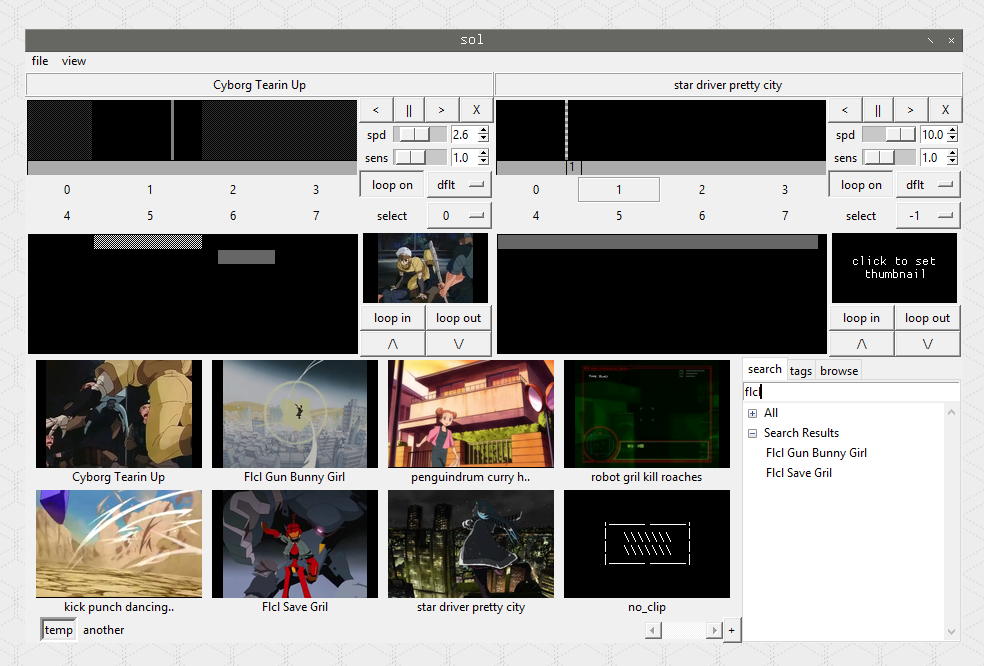 sol
file view
Cyborg Tearin Up
star driver pretty city
< || > X
spd 2.6
sens 1.0
loop on dflt
select 0
0 1 2 3
4 5 6 7
< || > X
spd 10.0
sens 1.0
loop on dflt
select -1
1
0 1 2 3
4 5 6 7
loop in loop out
/\ \/
click to set
thumbnail
loop in loop out
/\ \/
Cyborg Tearin Up
Flcl Gun Bunny Girl
penguindrum curry h..
robot gril kill roaches
kick punch dancing..
Flcl Save Gril
star driver pretty city
no_clip
temp another
+
search tags browse
flcl
All
Search Results
Flcl Gun Bunny Girl
Flcl Save Gril